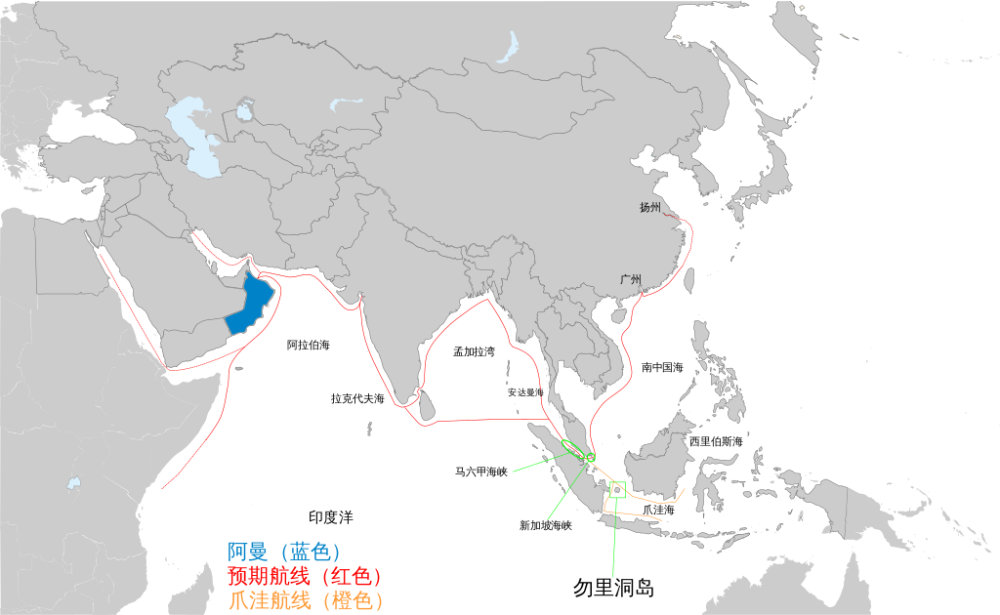 扬州
广州
阿拉伯海
孟加拉湾
南中国海
拉克代夫海
安达曼海
西里伯斯海
马六甲海峡
爪洼海
印度洋
新加坡海峡
阿曼（蓝色）
预期航线（红色）
爪洼航线（橙色）
勿里洞岛